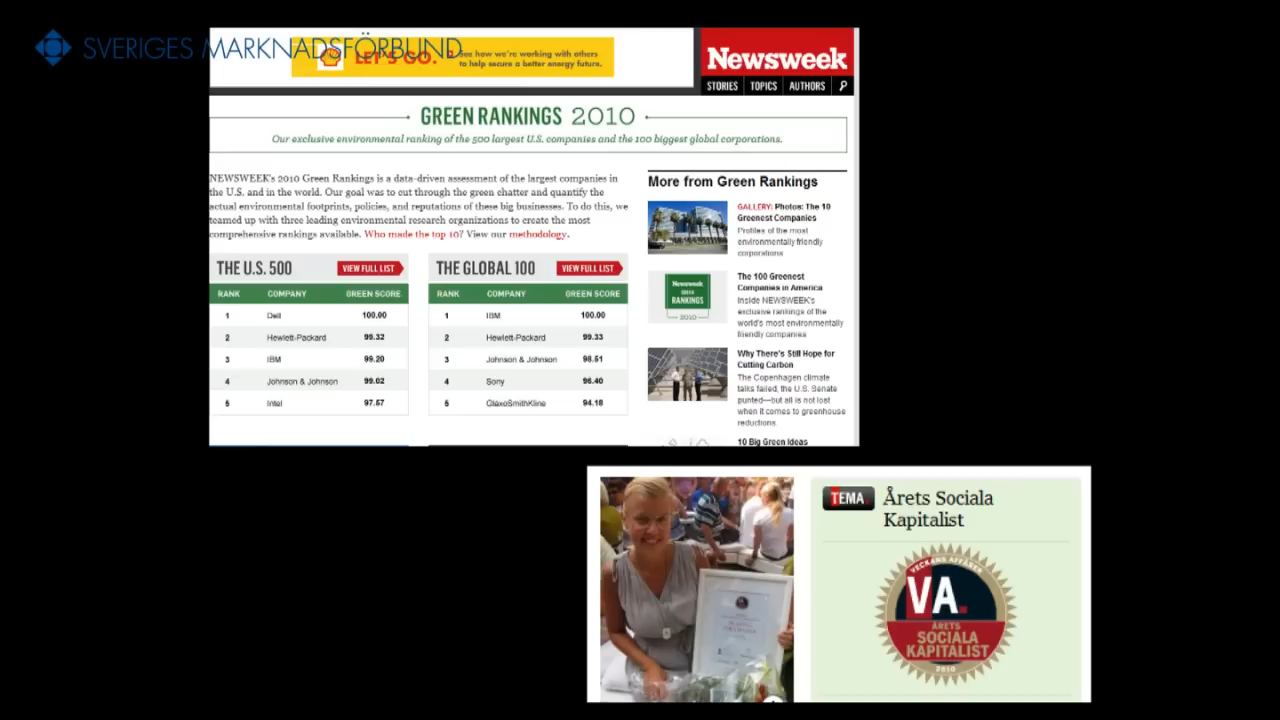 SVERIGES MARKNADSFÖRBUND
LET'S GO.
See how we're working with others
to help secure a better energy future.
Newsweek
STORIES TOPICS AUTHORS
GREEN RANKINGS 2010
Our exclusive environmental ranking of the 500 largest U.S. companies and the 100 biggest global corporations.
NEWSWEEK's 2010 Green Rankings is a data-driven assessment of the largest companies in
the U.S. and in the world. Our goal was to cut through the green chatter and quantify the
actual environmental footprints, policies, and reputations of these big businesses. To do this, we
teamed up with three leading environmental research organizations to create the most
comprehensive rankings available. Who made the top 10? View our methodology.
THE U.S. 500 VIEW FULL LIST
RANK COMPANY GREEN SCORE
1 Dell 100.00
2 Hewlett-Packard 99.32
3 IBM 99.20
4 Johnson & Johnson 99.02
5 Intel 97.57
THE GLOBAL 100 VIEW FULL LIST
RANK COMPANY GREEN SCORE
1 IBM 100.00
2 Hewlett-Packard 99.33
3 Johnson & Johnson 98.51
4 Sony 96.40
5 GlaxoSmithKline 94.18
More from Green Rankings
GALLERY: Photos: The 10
Greenest Companies
Profiles of the most
environmentally friendly
corporations
Newsweek
RANKINGS
2010
The 100 Greenest
Companies in America
Inside NEWSWEEK's
exclusive rankings of the
world's most environmentally
friendly companies
Why There's Still Hope for
Cutting Carbon
The Copenhagen climate
talks failed, the U.S. Senate
punted—but all is not lost
when it comes to greenhouse
reductions.
10 Big Green Ideas
TEMA. Årets Sociala
Kapitalist
VECKANS AFFÄRER
VA.
ÅRETS
SOCIALA
KAPITALIST
2010